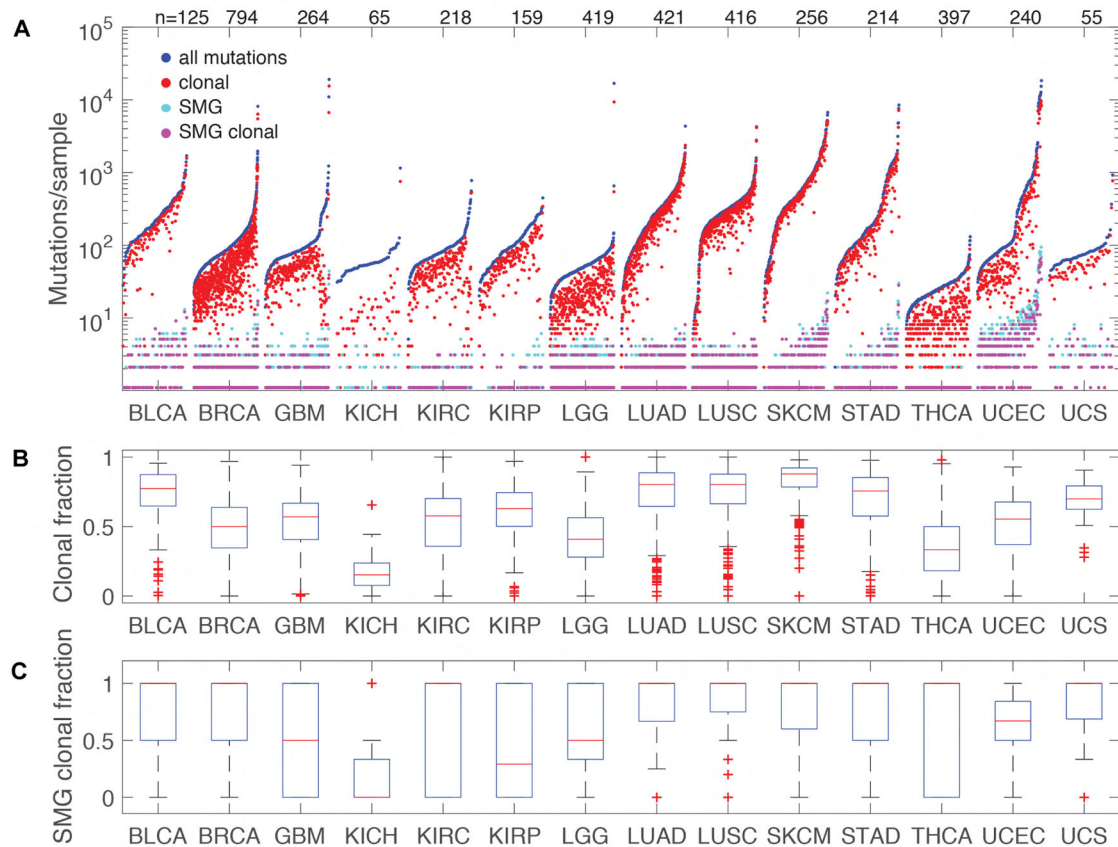 A
n=125 794 264 65 218 159 419 421 416 256 214 397 240 55
10^5
10^4
10^3
10^2
10^1
Mutations/sample
all mutations
clonal
SMG
SMG clonal
BLCA BRCA GBM KICH KIRC KIRP LGG LUAD LUSC SKCM STAD THCA UCEC UCS
B
Clonal fraction
1
0.5
0
BLCA BRCA GBM KICH KIRC KIRP LGG LUAD LUSC SKCM STAD THCA UCEC UCS
C
SMG clonal fraction
1
0.5
0
BLCA BRCA GBM KICH KIRC KIRP LGG LUAD LUSC SKCM STAD THCA UCEC UCS